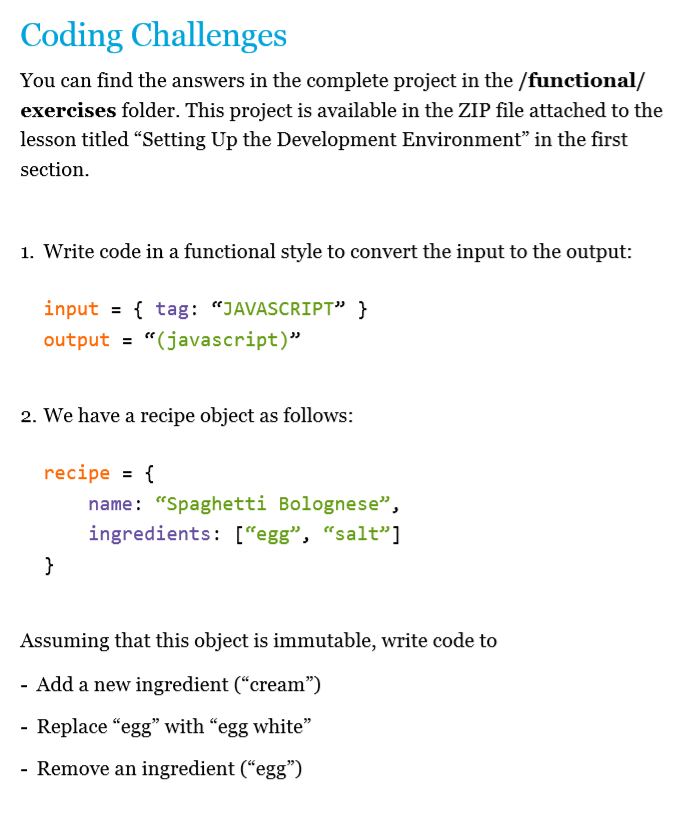 Coding Challenges
You can find the answers in the complete project in the /functional/
exercises folder. This project is available in the ZIP file attached to the
lesson titled “Setting Up the Development Environment” in the first
section.
1. Write code in a functional style to convert the input to the output:
input = { tag: “JAVASCRIPT” }
output = “(javascript)”
2. We have a recipe object as follows:
recipe = {
name: “Spaghetti Bolognese”,
ingredients: [“egg”, “salt”]
}
Assuming that this object is immutable, write code to
- Add a new ingredient (“cream”)
- Replace “egg” with “egg white”
- Remove an ingredient (“egg”)